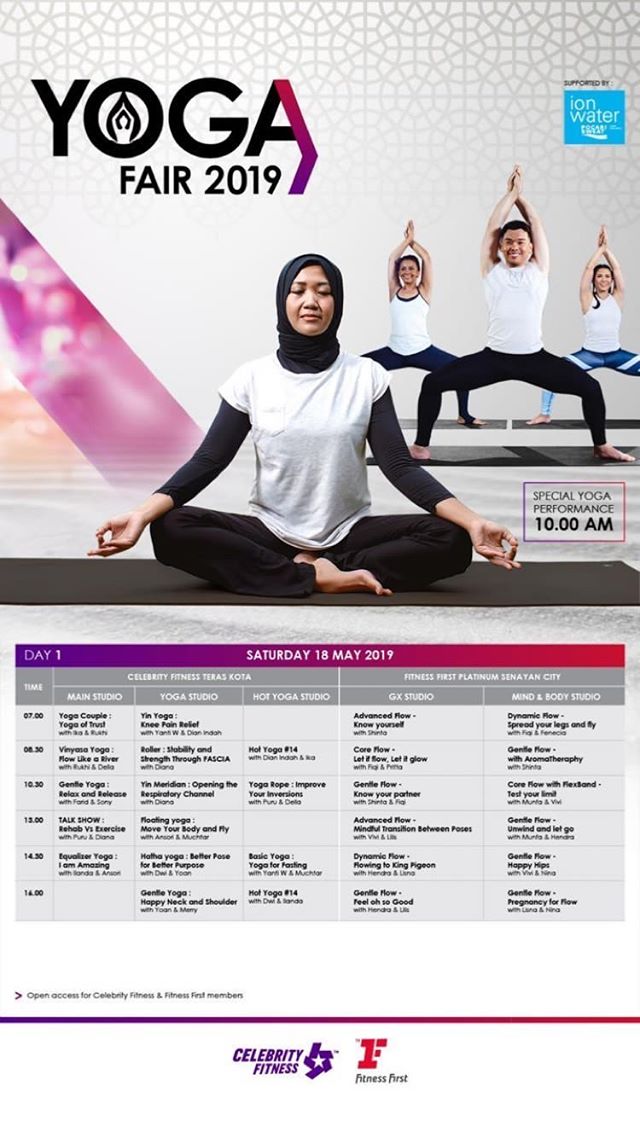 YOGA
FAIR 2019
SUPPORTED BY :
ion
water
POCARI
SWEAT
SPECIAL YOGA
PERFORMANCE
10.00 AM
DAY 1
SATURDAY 18 MAY 2019
TIME
CELEBRITY FITNESS TERAS KOTA
FITNESS FIRST PLATINUM SENAYAN CITY
MAIN STUDIO
YOGA STUDIO
HOT YOGA STUDIO
GX STUDIO
MIND & BODY STUDIO
07.00
Yoga Couple :
Yoga of Trust
with Ika & Rukhi
Yin Yoga :
Knee Pain Relief
with Yanti W & Dian Indah
Advanced Flow -
Know yourself
with Shinta
Dynamic Flow -
Spread your legs and fly
with Fiqi & Fenecia
08.30
Vinyasa Yoga :
Flow Like a River
with Rukhi & Della
Roller : Stability and
Strength Through FASCIA
with Diana
Hot Yoga #14
with Dian Indah & Ika
Core Flow -
Let it flow, Let it glow
with Fiqi & Pritha
Gentle Flow -
with AromaTheraphy
with Shinta
10.30
Gentle Yoga :
Relax and Release
with Farid & Sony
Yin Meridian : Opening the
Respiratory Channel
with Diana
Yoga Rope : Improve
Your Inversions
with Puru & Della
Gentle Flow -
Know your partner
with Shinta & Fiqi
Core Flow with FlexBand -
Test your limit
with Munfa & Vivi
13.00
TALK SHOW :
Rehab Vs Exercise
with Puru & Diana
Floating yoga :
Move Your Body and Fly
with Ansori & Muchtar
Advanced Flow -
Mindful Transition Between Poses
with Vivi & Lilis
Gentle Flow -
Unwind and let go
with Munfa & Hendra
14.30
Equalizer Yoga :
I am Amazing
with Ilanda & Ansori
Hatha yoga : Better Pose
for Better Purpose
with Dwi & Yoan
Basic Yoga :
Yoga for Fasting
with Yanti W & Muchtar
Dynamic Flow -
Flowing to King Pigeon
with Hendra & Lisna
Gentle Flow -
Happy Hips
with Vivi & Nina
16.00
Gentle Yoga :
Happy Neck and Shoulder
with Yoan & Merry
Hot Yoga #14
with Dwi & Ilanda
Gentle Flow -
Feel oh so Good
with Hendra & Lilis
Gentle Flow -
Pregnancy for Flow
with Lisna & Nina
> Open access for Celebrity Fitness & Fitness First members
CELEBRITY
FITNESS
Fitness First